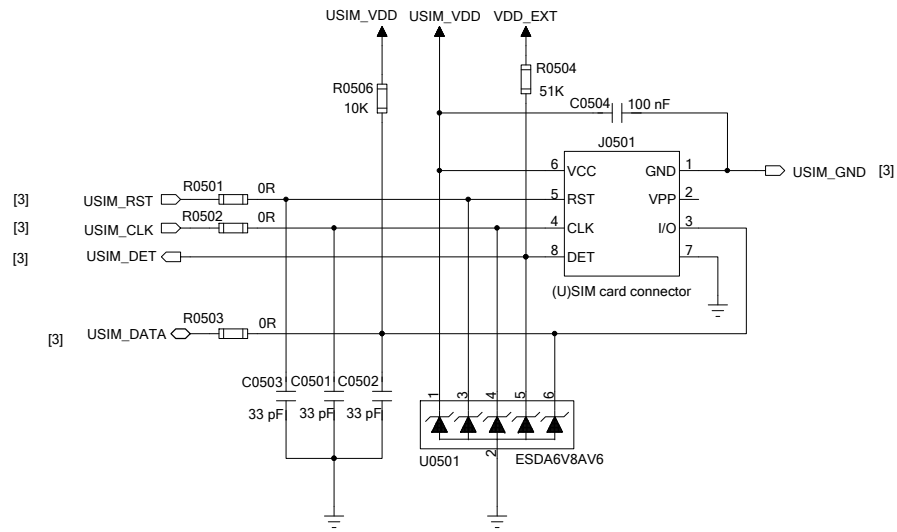 USIM_VDD USIM_VDD VDD_EXT
R0504
51K
R0506
10K
C0504 100 nF
J0501
6 VCC GND 1 USIM_GND [3]
R0501 0R
[3] USIM_RST 5 RST VPP 2
R0502 0R
[3] USIM_CLK 4 CLK I/O 3
[3] USIM_DET 8 DET 7
(U)SIM card connector
R0503 0R
[3] USIM_DATA
C0503 C0501 C0502
33 pF 33 pF 33 pF
1 3 4 5 6
2
U0501 ESDA6V8AV6